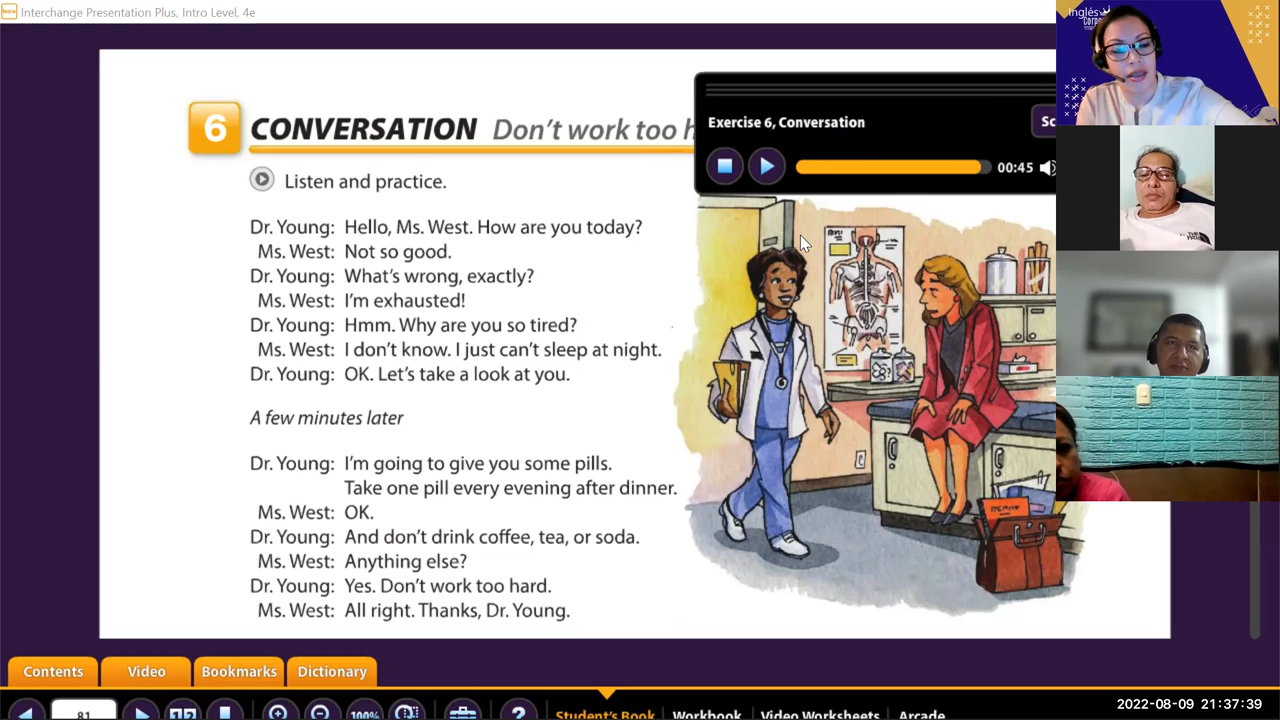 Interchange Presentation Plus, Intro Level, 4e
Inglés
6 CONVERSATION Don't work too h
Listen and practice.
Dr. Young: Hello, Ms. West. How are you today?
Ms. West: Not so good.
Dr. Young: What's wrong, exactly?
Ms. West: I'm exhausted!
Dr. Young: Hmm. Why are you so tired?
Ms. West: I don't know. I just can't sleep at night.
Dr. Young: OK. Let's take a look at you.
A few minutes later
Dr. Young: I'm going to give you some pills.
Take one pill every evening after dinner.
Ms. West: OK.
Dr. Young: And don't drink coffee, tea, or soda.
Ms. West: Anything else?
Dr. Young: Yes. Don't work too hard.
Ms. West: All right. Thanks, Dr. Young.
Exercise 6, Conversation
Sc
00:45
THE
NORTH
FACE
Contents
Video
Bookmarks
Dictionary
81
100%
?
Student's Book
Workbook
Video Worksheets
Arcade
2022-08-09 21:37:39